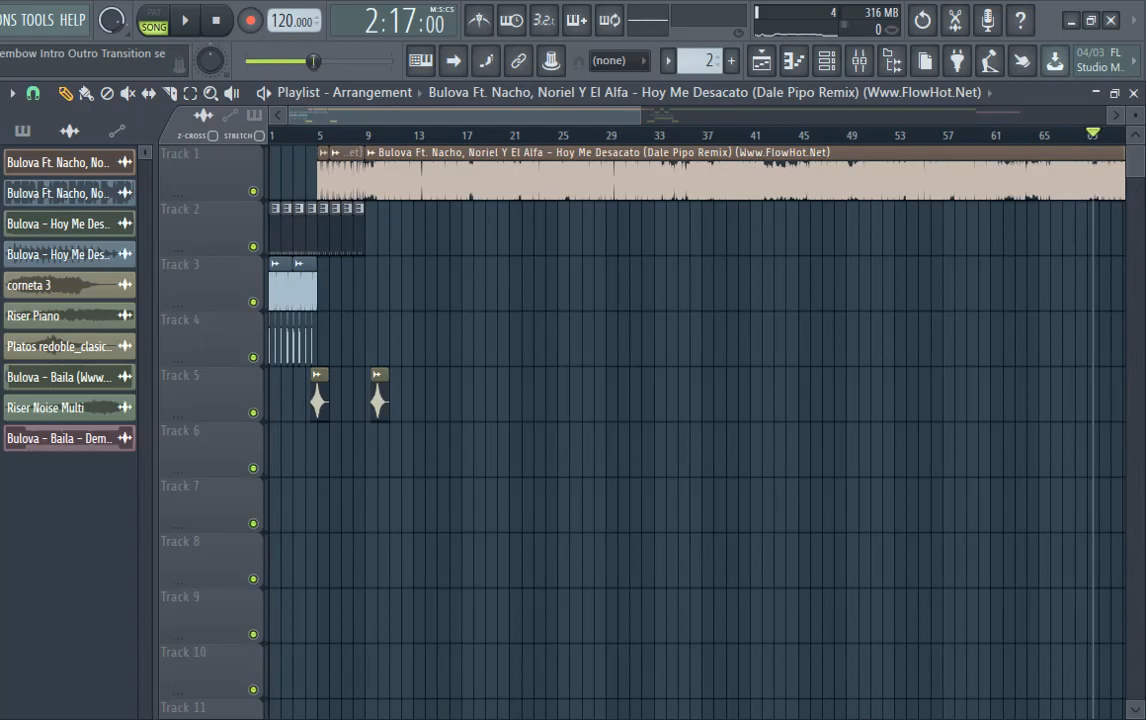 ONS TOOLS HELP
PAT
SONG
120.000
2:17:00
M:S:CS
3.2:
4
316 MB
0
embow Intro Outro Transition se
(none)
2
04/03 FL
Studio M..
Playlist - Arrangement
Bulova Ft. Nacho, Noriel Y El Alfa - Hoy Me Desacato (Dale Pipo Remix) (Www.FlowHot.Net)
Z-CROSS
STRETCH
1 5 9 13 17 21 25 29 33 37 41 45 49 53 57 61 65
Bulova Ft. Nacho, No..
Bulova Ft. Nacho, No..
Bulova - Hoy Me Des..
Bulova - Hoy Me Des..
corneta 3
Riser Piano
Platos redoble_clasic..
Bulova - Baila (Www...
Riser Noise Multi
Bulova - Baila - Dem..
Track 1
...et)
Bulova Ft. Nacho, Noriel Y El Alfa - Hoy Me Desacato (Dale Pipo Remix) (Www.FlowHot.Net)
Track 2
Track 3
Track 4
Track 5
Track 6
Track 7
Track 8
Track 9
Track 10
Track 11